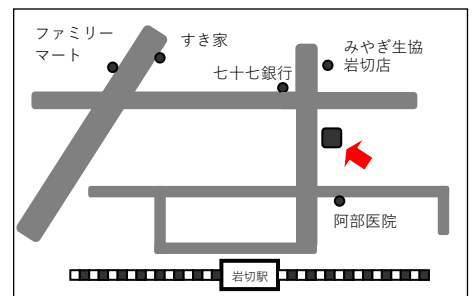 ファミリー
マート
すき家
みやぎ生協
岩切店
七十七銀行
阿部医院
岩切駅